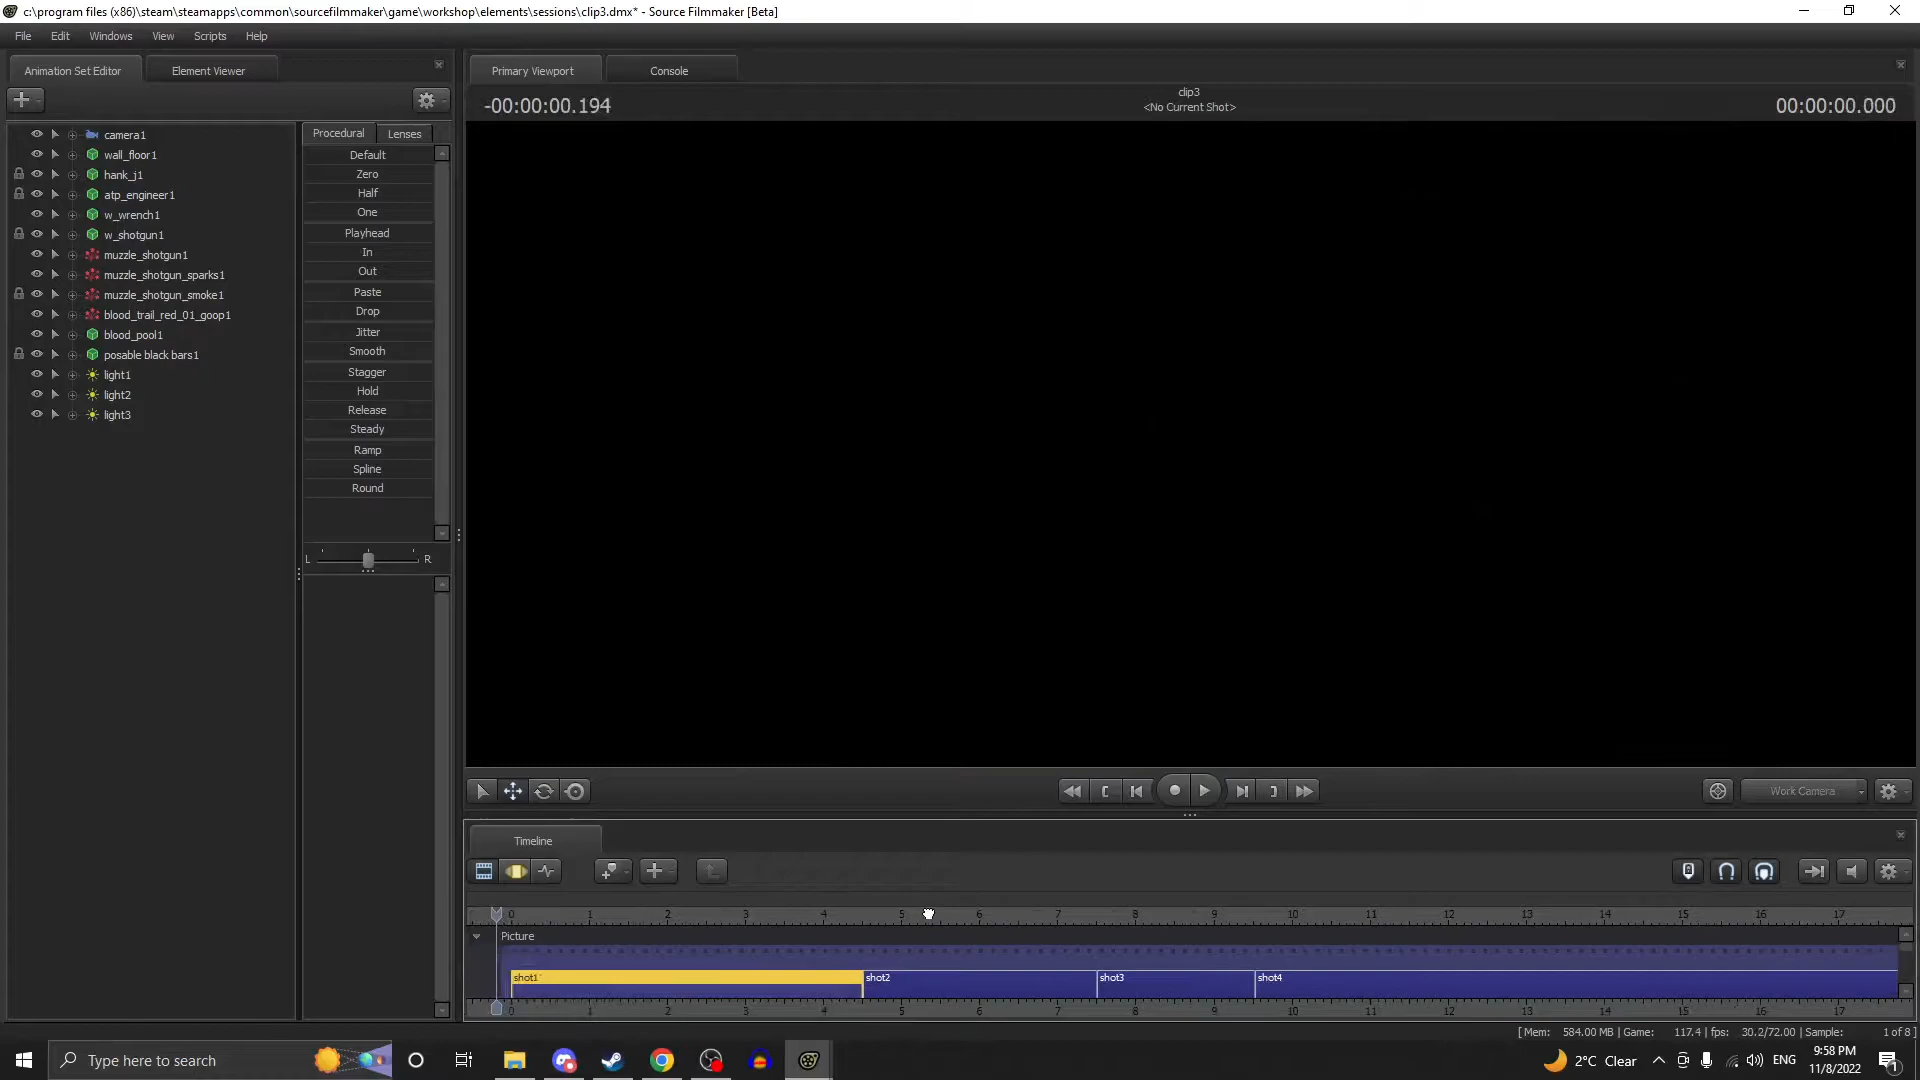 c:\program files (x86)\steam\steamapps\common\sourcefilmmaker\game\workshop\elements\sessions\clip3.dmx* - Source Filmmaker [Beta]
File Edit Windows View Scripts Help
Animation Set Editor Element Viewer
Primary Viewport Console
-00:00:00.194
clip3
<No Current Shot>
00:00:00.000
camera1
wall_floor1
hank_j1
atp_engineer1
w_wrench1
w_shotgun1
muzzle_shotgun1
muzzle_shotgun_sparks1
muzzle_shotgun_smoke1
blood_trail_red_01_goop1
blood_pool1
posable black bars1
light1
light2
light3
Procedural Lenses
Default
Zero
Half
One
Playhead
In
Out
Paste
Drop
Jitter
Smooth
Stagger
Hold
Release
Steady
Ramp
Spline
Round
L R
Work Camera
Timeline
0 1 2 3 4 5 6 7 8 9 10 11 12 13 14 15 16 17
Picture
shot1 shot2 shot3 shot4
0 1 2 3 4 5 6 7 8 9 10 11 12 13 14 15 16 17
[ Mem: 584.00 MB | Game: 117.4 | fps: 30.2/72.00 | Sample: 1 of 8 ]
Type here to search
2°C Clear
ENG
9:58 PM
11/8/2022
1